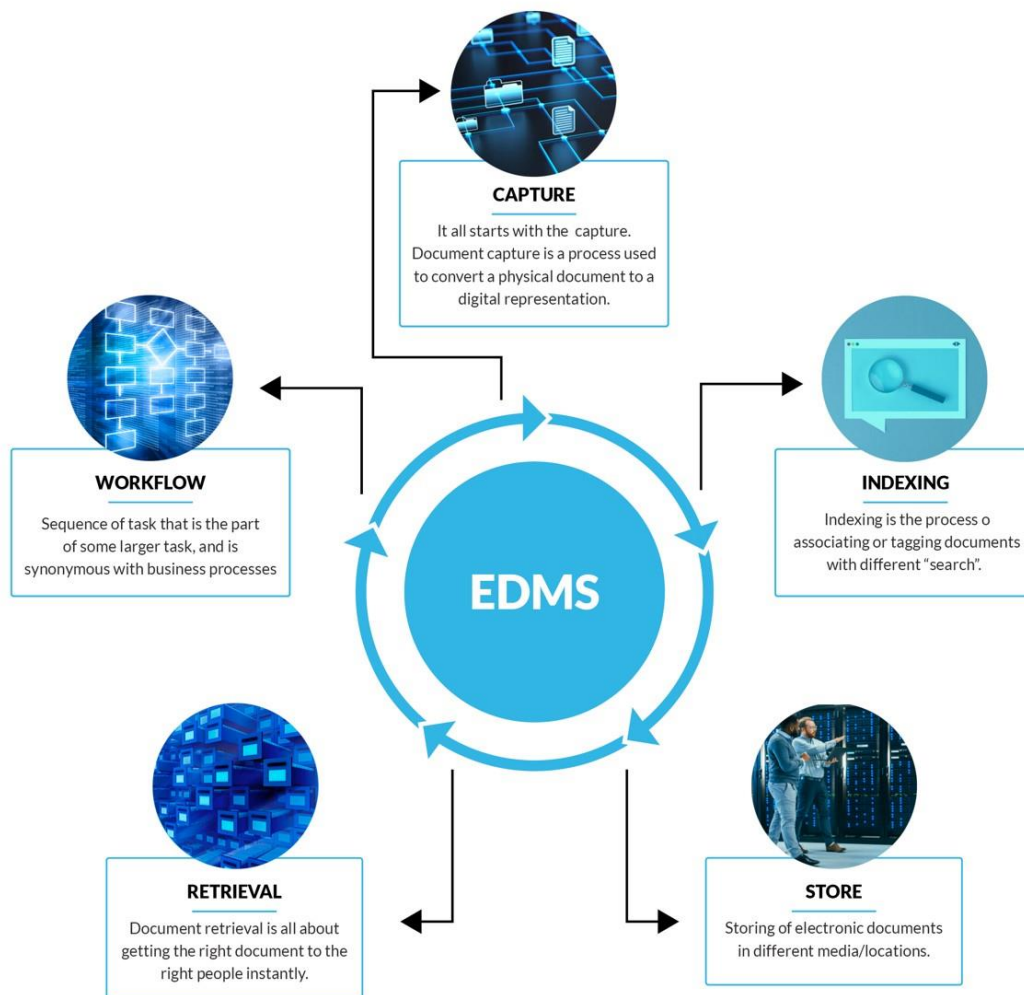 CAPTURE
It all starts with the capture.
Document capture is a process used
to convert a physical document to a
digital representation.
WORKFLOW
Sequence of task that is the part
of some larger task, and is
synonymous with business processes
INDEXING
Indexing is the process o
associating or tagging documents
with different “search”.
EDMS
RETRIEVAL
Document retrieval is all about
getting the right document to the
right people instantly.
STORE
Storing of electronic documents
in different media/locations.